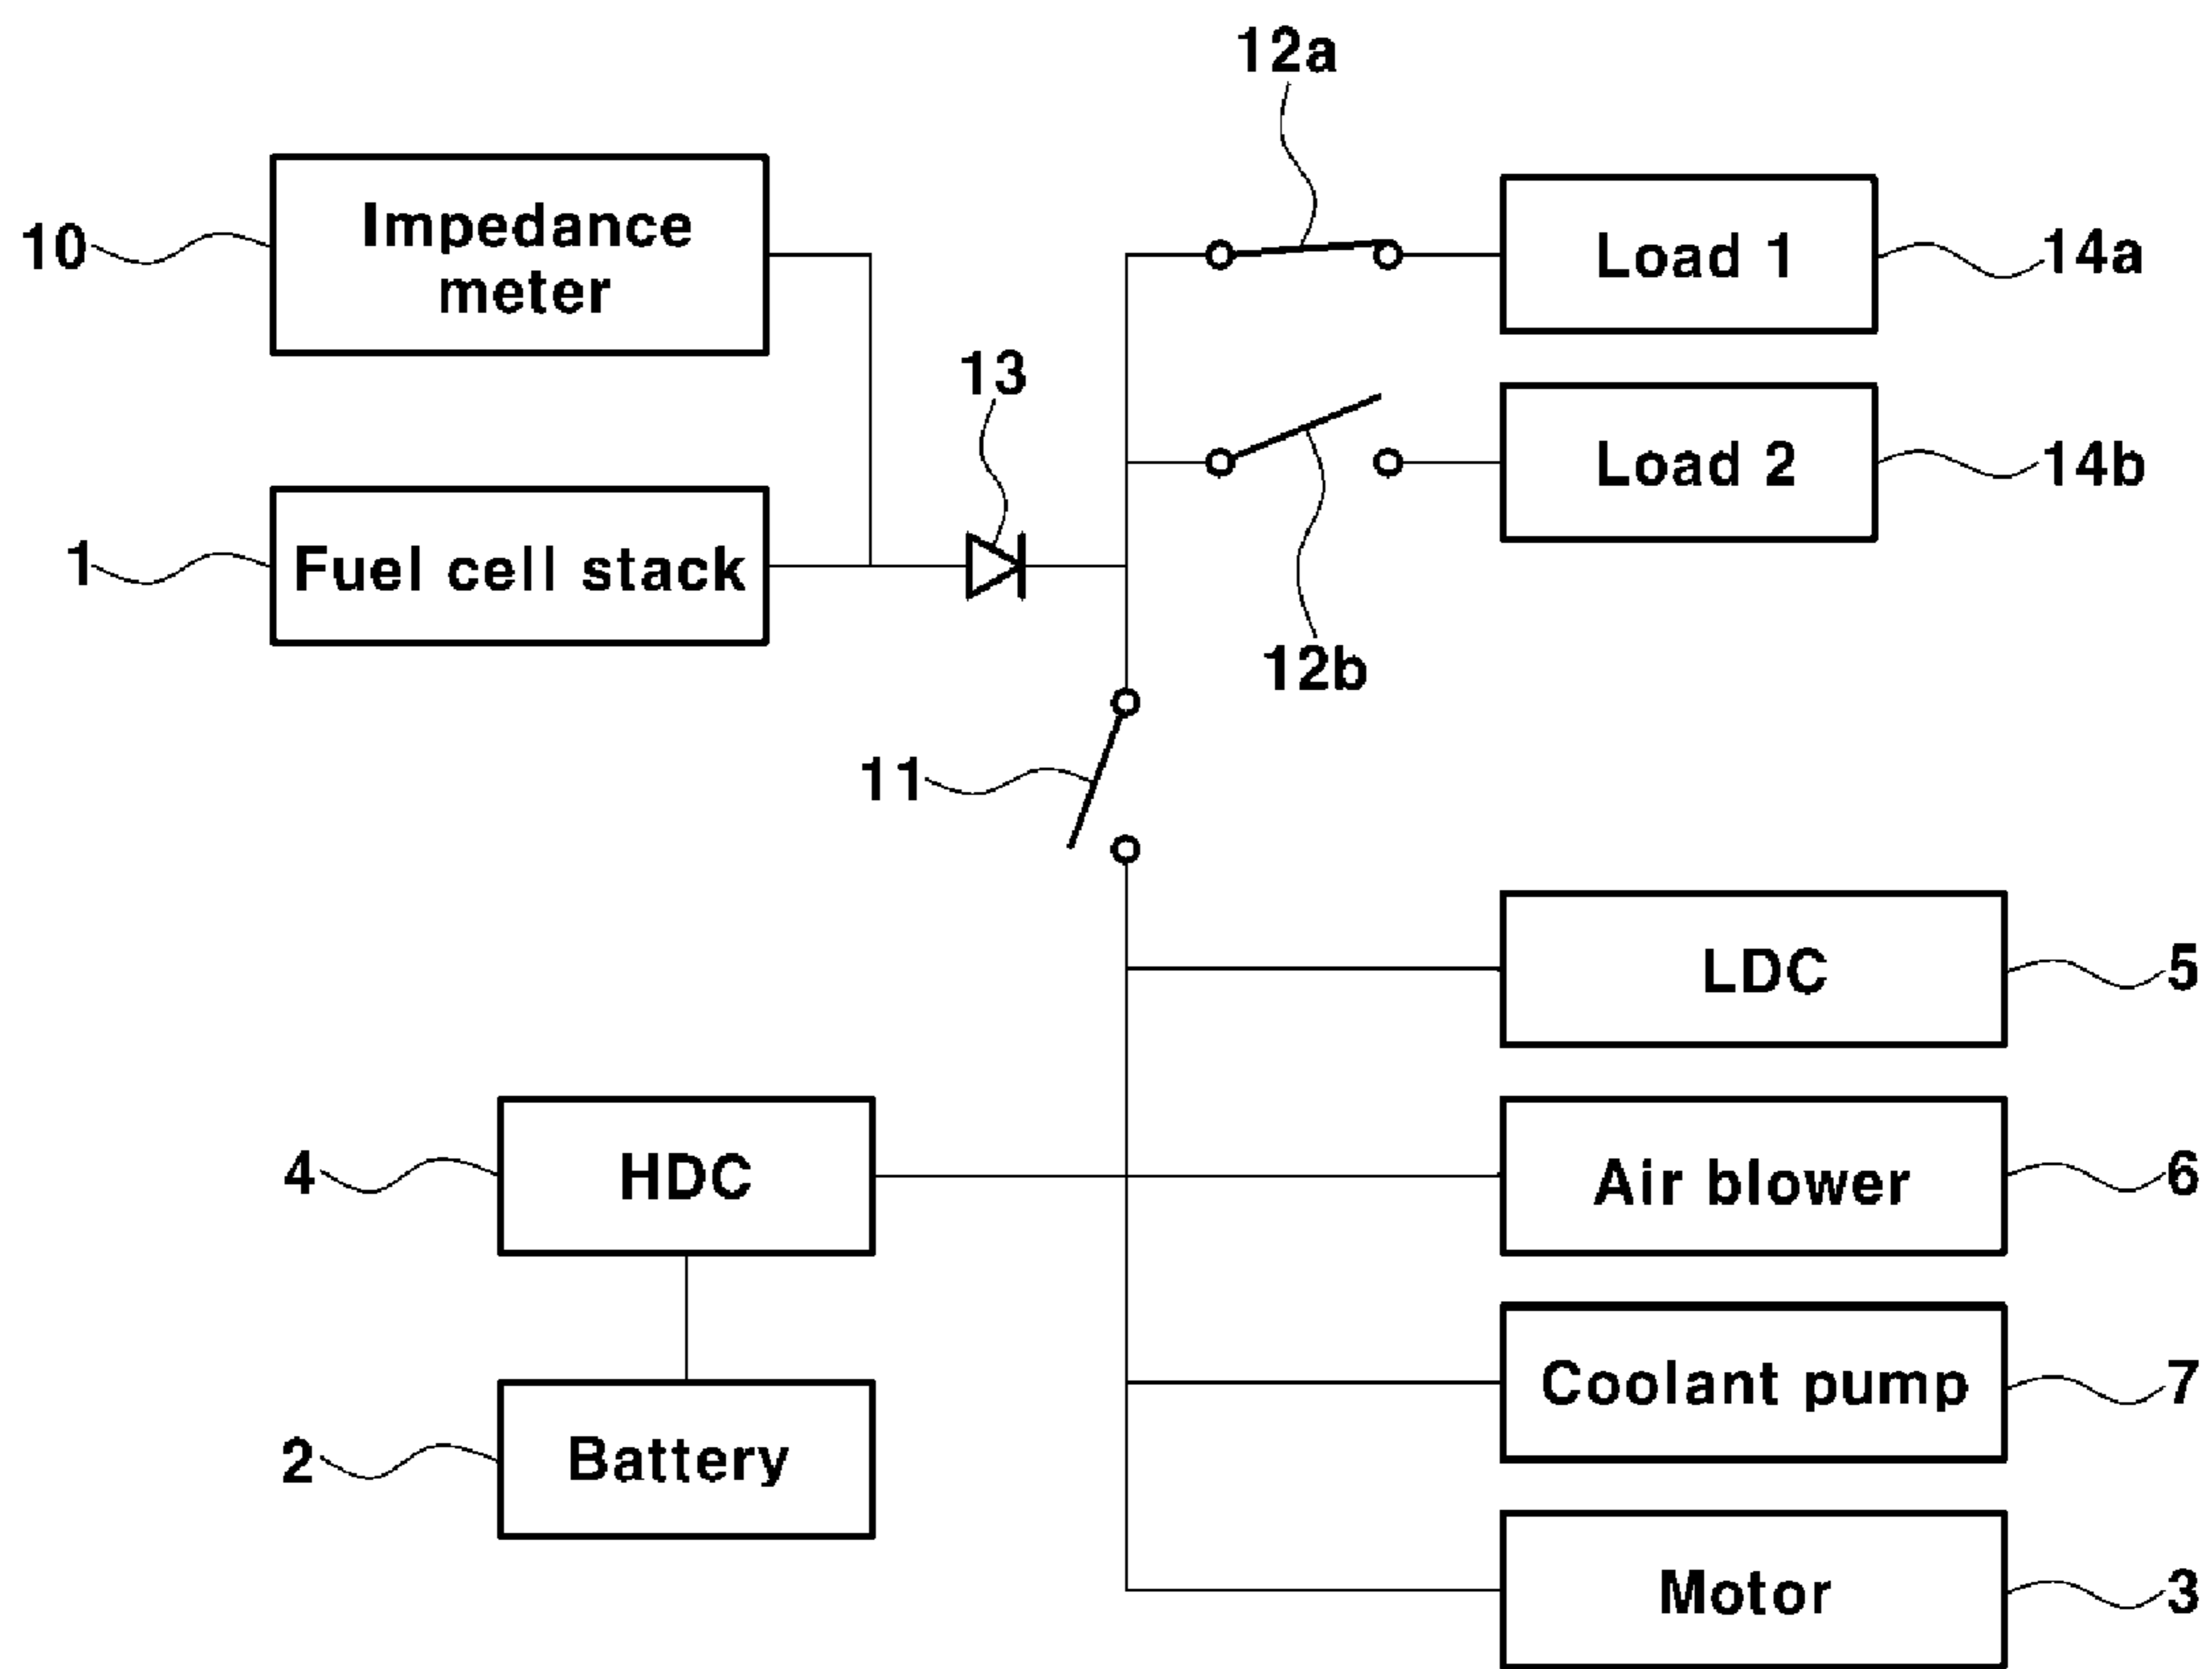 12a
Impedance
meter
10
Load 1
14a
13
Load 2
14b
1
Fuel cell stack
12b
11
LDC
5
4
HDC
Air blower
6
Coolant pump
7
2
Battery
Motor
3